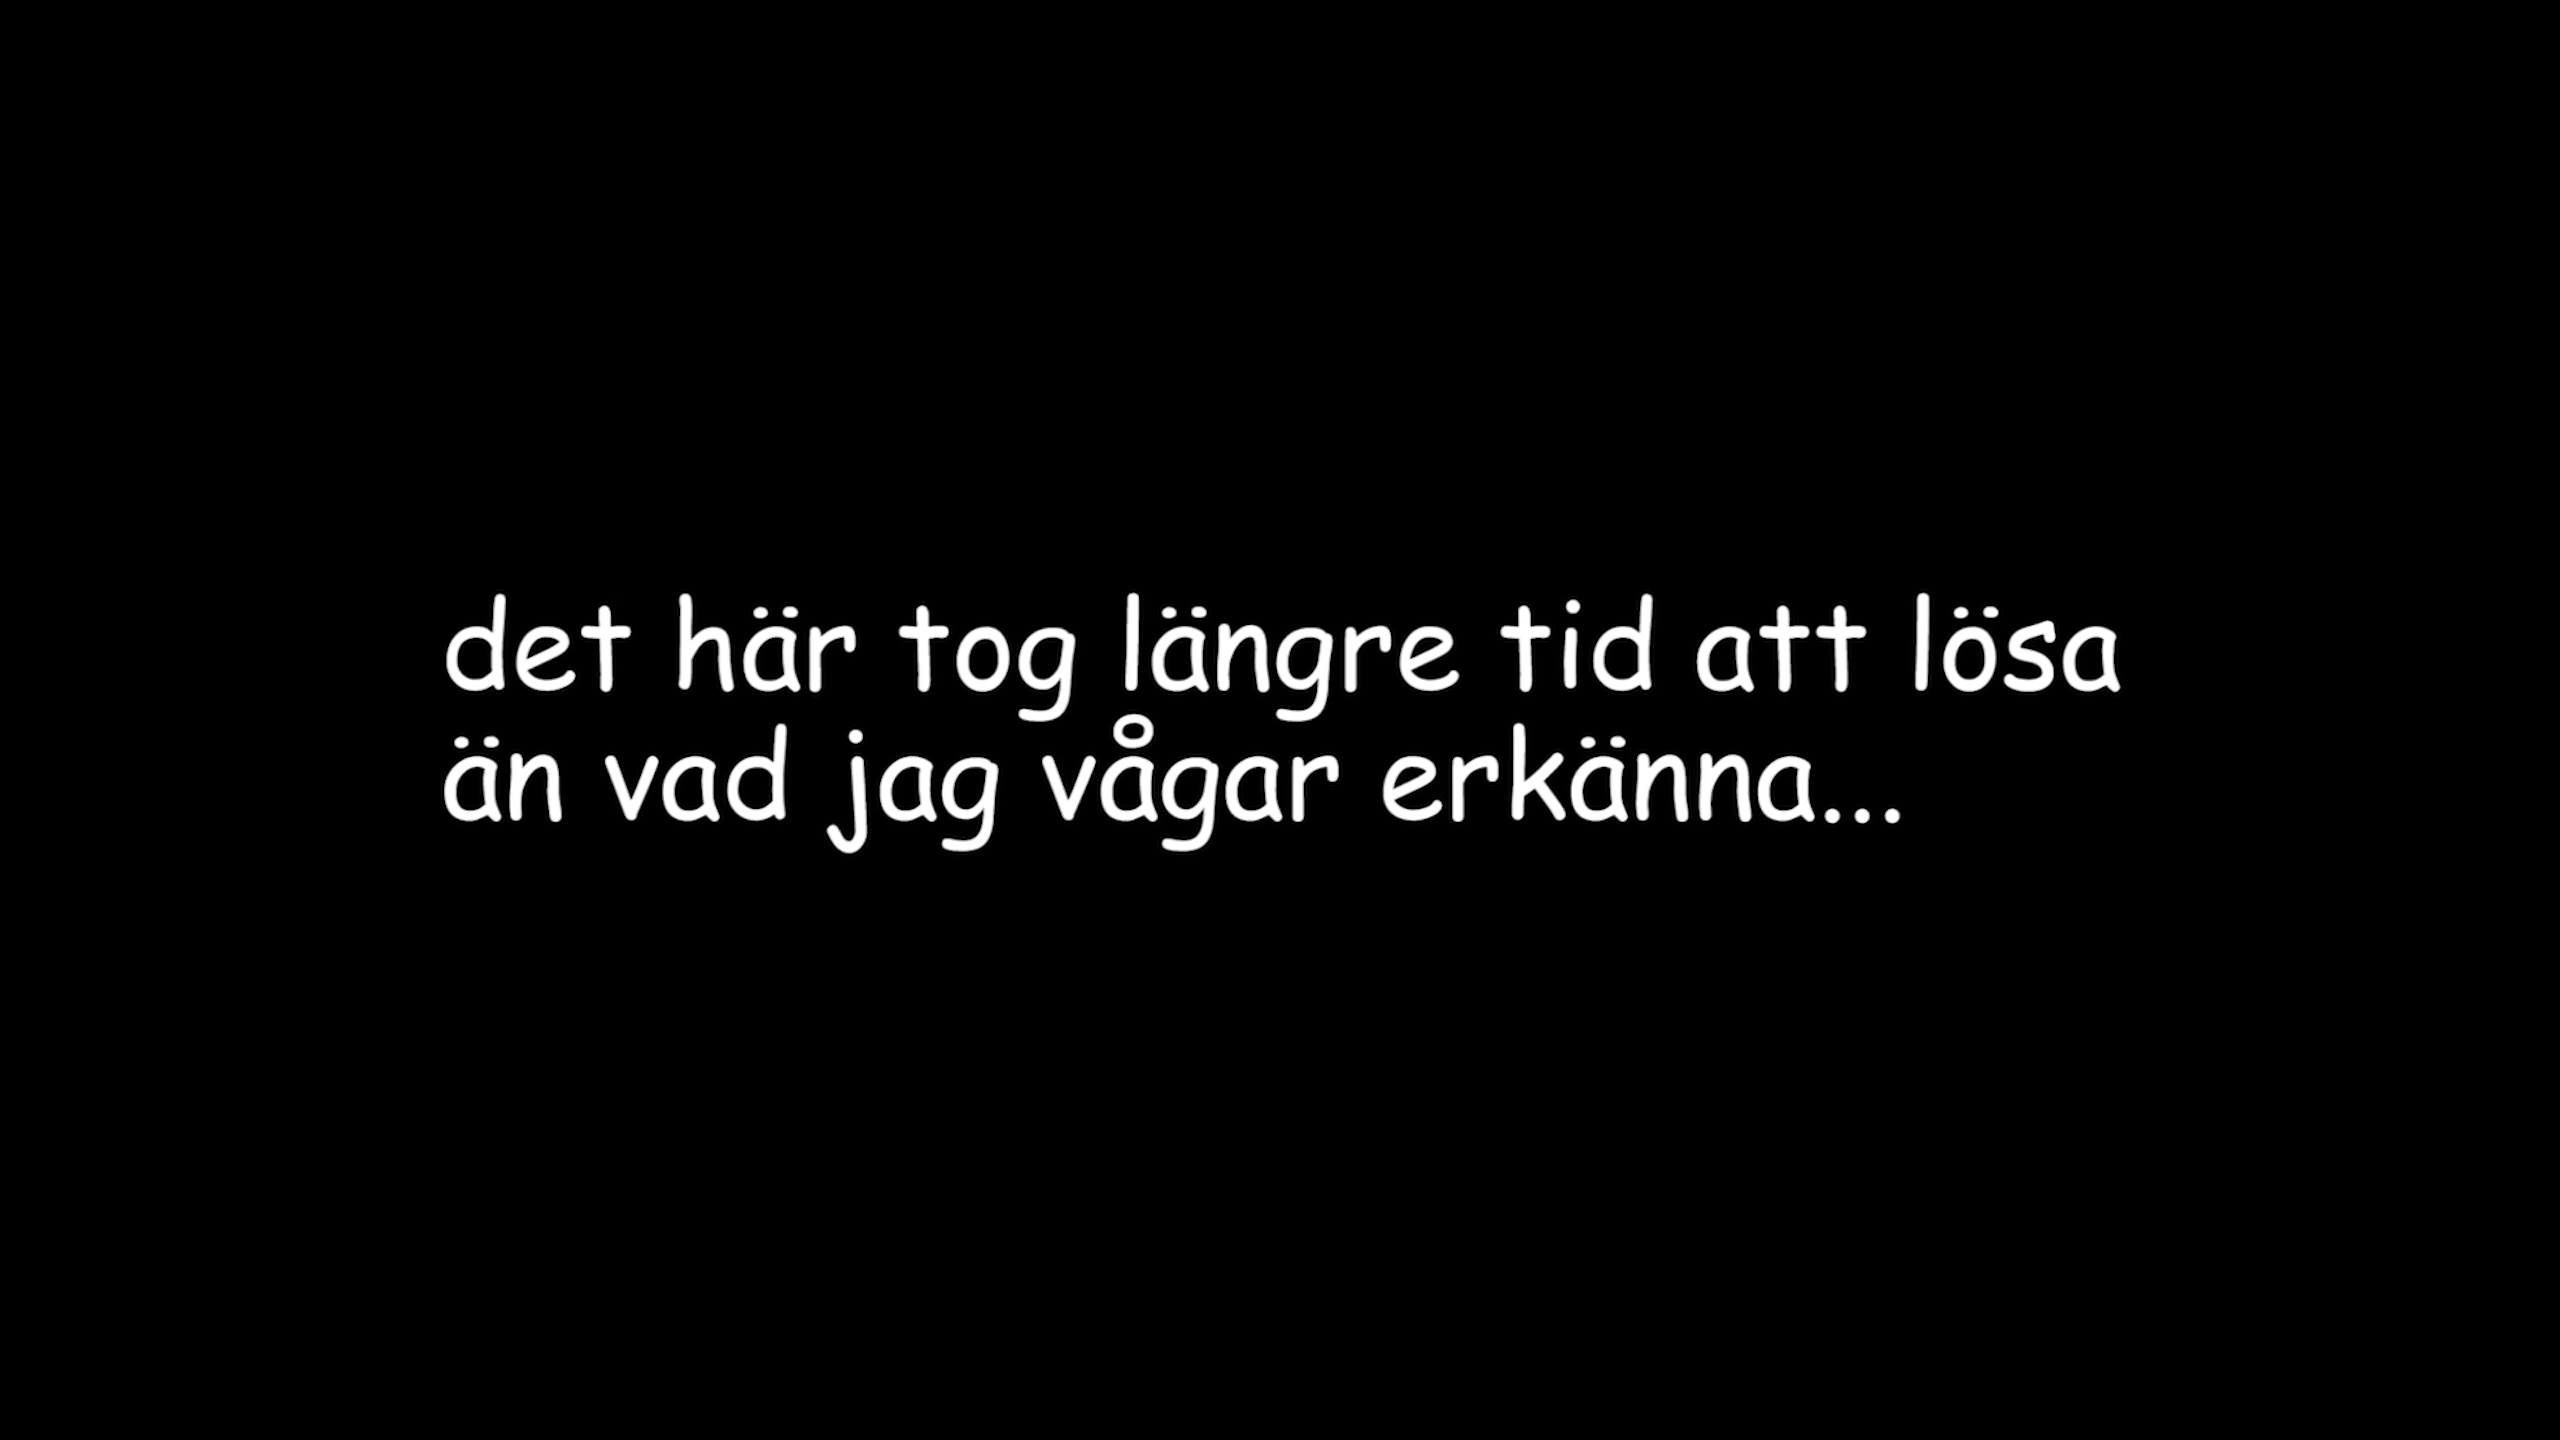 det här tog längre tid att lösa
än vad jag vågar erkänna...